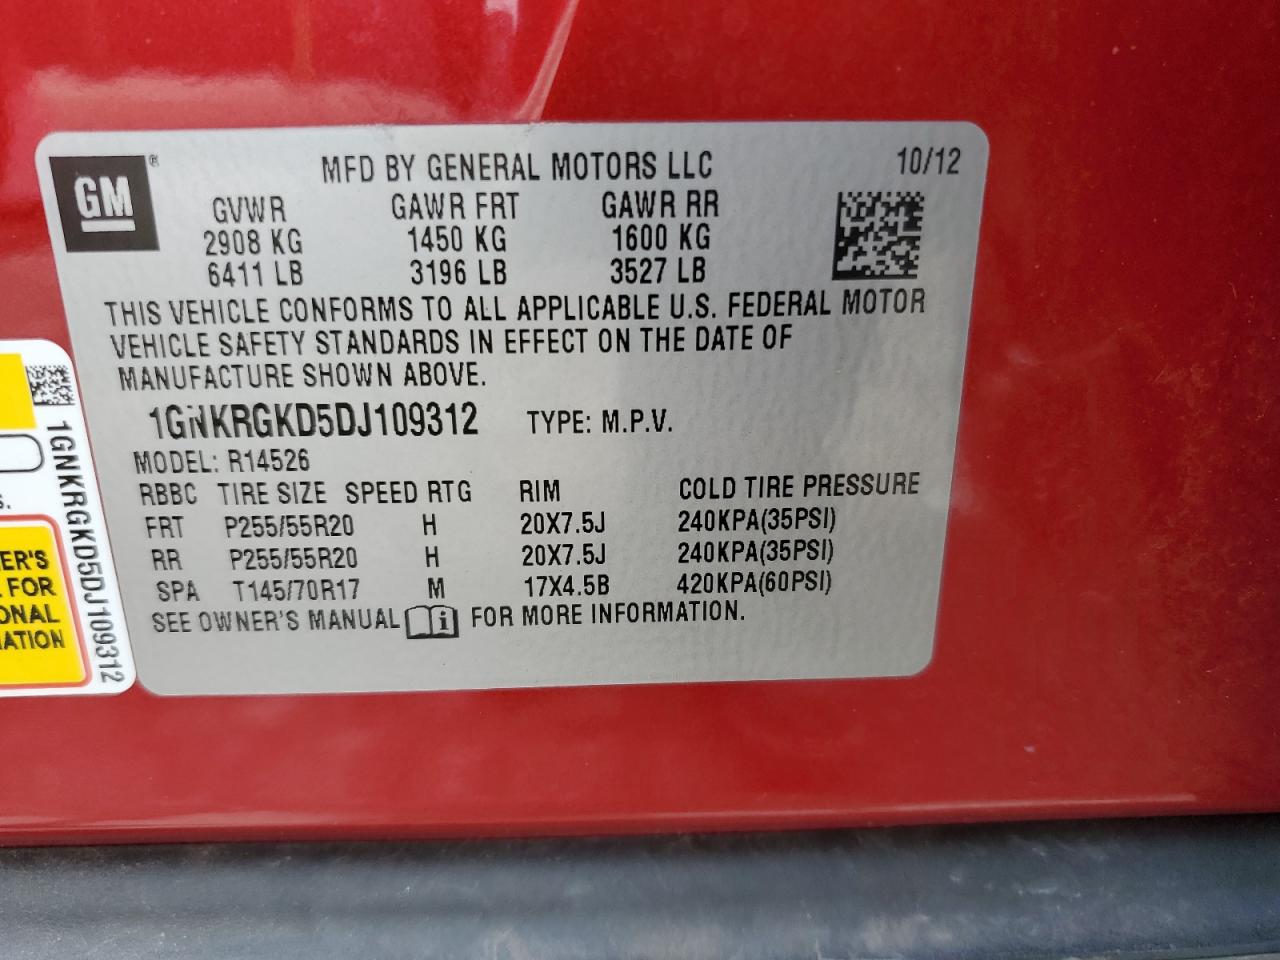 GM ®
MFD BY GENERAL MOTORS LLC 10/12
GVWR GAWR FRT GAWR RR
2908 KG 1450 KG 1600 KG
6411 LB 3196 LB 3527 LB
THIS VEHICLE CONFORMS TO ALL APPLICABLE U.S. FEDERAL MOTOR
VEHICLE SAFETY STANDARDS IN EFFECT ON THE DATE OF
MANUFACTURE SHOWN ABOVE.
1GNKRGKD5DJ109312 TYPE: M.P.V.
MODEL: R14526
RBBC TIRE SIZE SPEED RTG RIM COLD TIRE PRESSURE
FRT P255/55R20 H 20X7.5J 240KPA(35PSI)
RR P255/55R20 H 20X7.5J 240KPA(35PSI)
SPA T145/70R17 M 17X4.5B 420KPA(60PSI)
SEE OWNER'S MANUAL i FOR MORE INFORMATION.
1GNKRGKD5DJ109312
S.
ER'S
FOR
ONAL
ATION